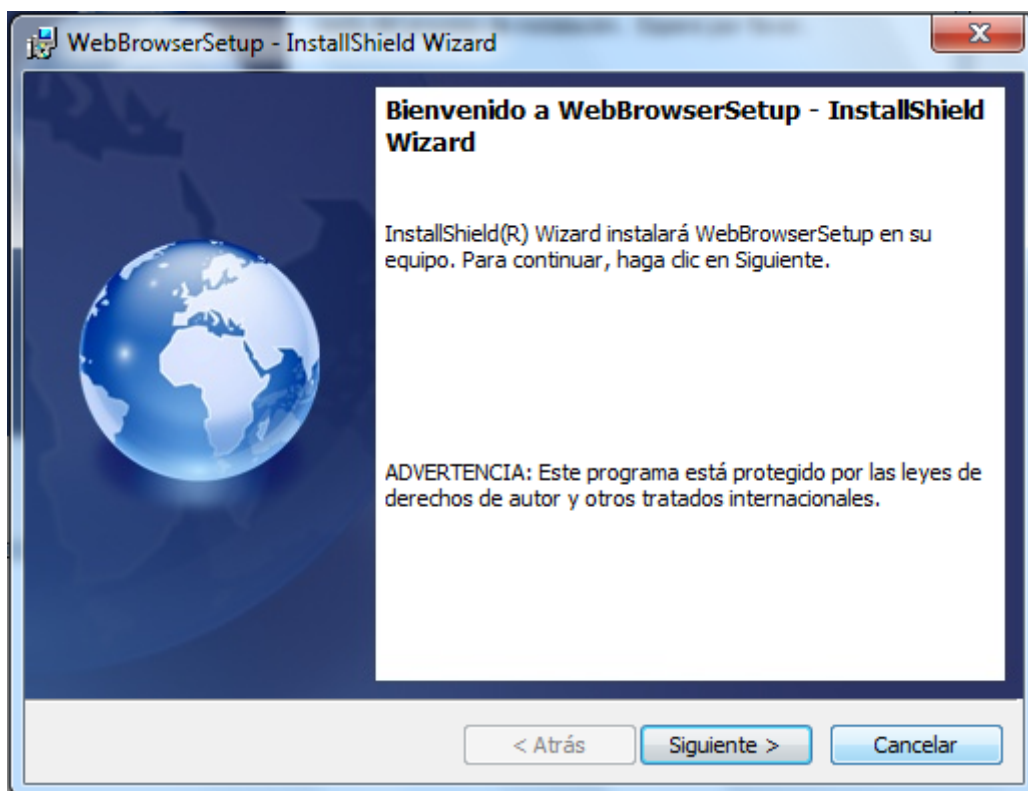 WebBrowserSetup - InstallShield Wizard
Bienvenido a WebBrowserSetup - InstallShield
Wizard
InstallShield(R) Wizard instalará WebBrowserSetup en su
equipo. Para continuar, haga clic en Siguiente.
ADVERTENCIA: Este programa está protegido por las leyes de
derechos de autor y otros tratados internacionales.
< Atrás
Siguiente >
Cancelar